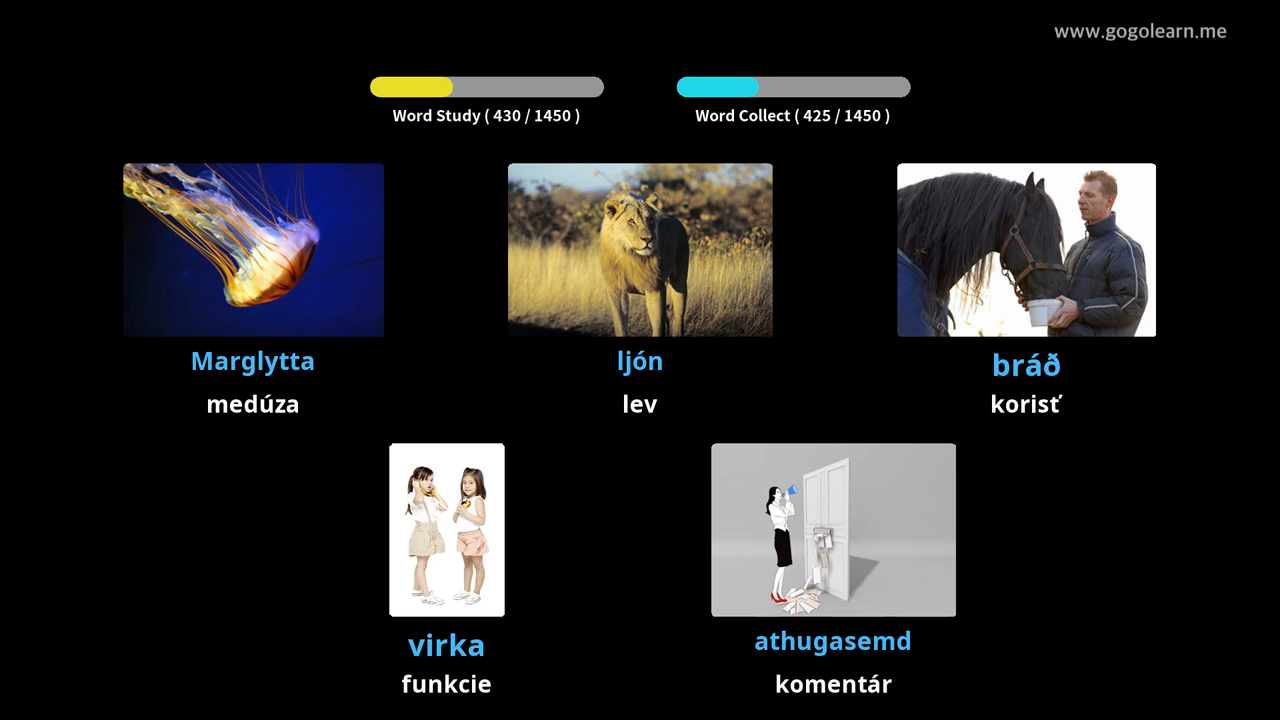 www.gogolearn.me
Word Study ( 430 / 1450 )
Word Collect ( 425 / 1450 )
Marglytta
ljón
bráð
medúza
lev
korisť
virka
athugasemd
funkcie
komentár